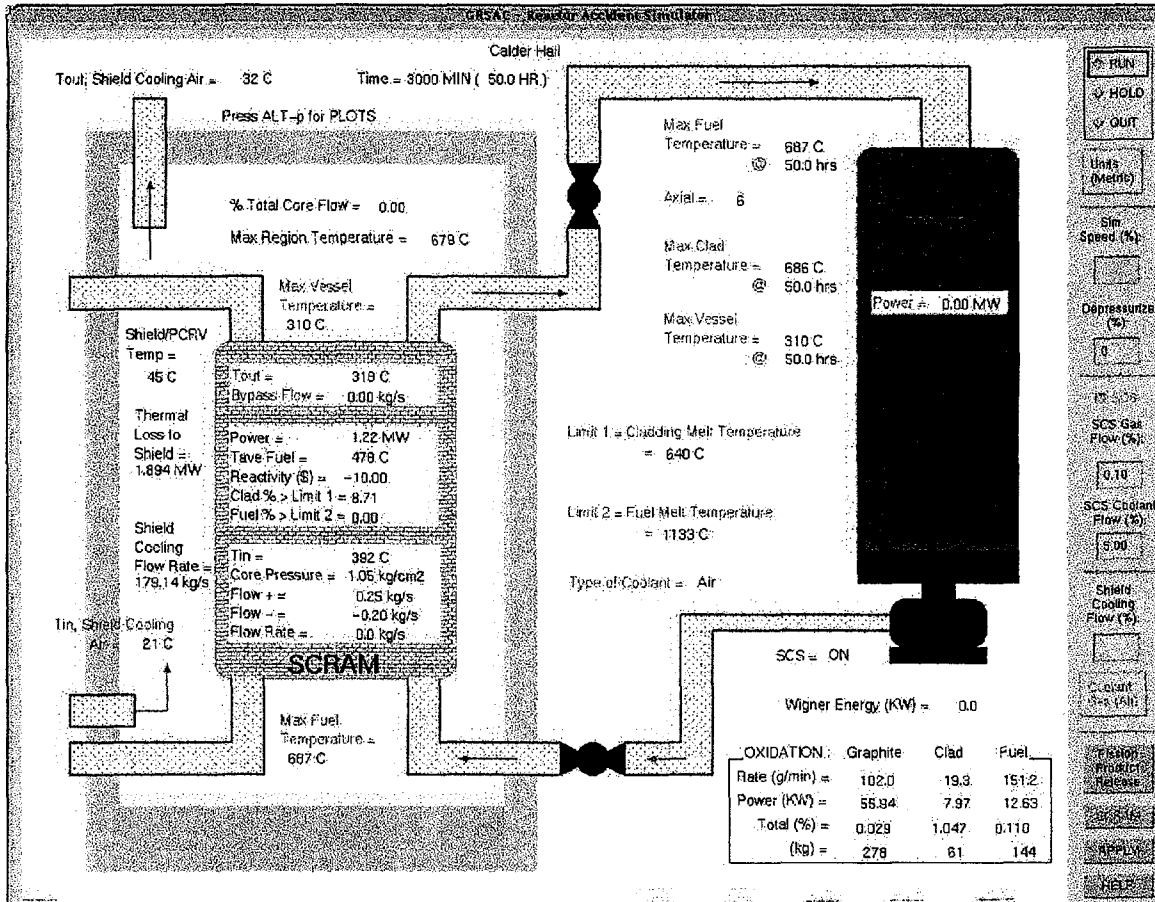 GRSAC - Reactor Accident Simulator
Calder Hall
Tout, Shield Cooling Air = 32 C
Time = 3000 MIN ( 50.0 HR )
Press ALT-p for PLOTS
% Total Core Flow = 0.00
Max Region Temperature = 679 C
Max Vessel
Temperature =
310 C
Shield/PCRV
Temp =
45 C
Thermal
Loss to
Shield =
1.894 MW
Shield
Cooling
Flow Rate =
179.14 kg/s
Tin, Shield Cooling
Air = 21 C
Tout = 319 C
Bypass Flow = 0.00 kg/s
Power = 1.22 MW
Tave Fuel = 478 C
Reactivity ($) = -10.00
Clad % > Limit 1 = 8.71
Fuel % > Limit 2 = 0.00
Tin = 392 C
Core Pressure = 1.05 kg/cm2
Flow + = 0.25 kg/s
Flow - = -0.20 kg/s
Flow Rate = 0.0 kg/s
SCRAM
Max Fuel
Temperature =
687 C
Max Fuel
Temperature = 687 C
@ 50.0 hrs
Axial = 6
Max Clad
Temperature = 686 C
@ 50.0 hrs
Max Vessel
Temperature = 310 C
@ 50.0 hrs
Limit 1 = Cladding Melt Temperature
= 640 C
Limit 2 = Fuel Melt Temperature
= 1133 C
Type of Coolant = Air
Power = 0.00 MW
SCS = ON
Wigner Energy (KW) = 0.0
OXIDATION: Graphite Clad Fuel
Rate (g/min) = 102.0 19.3 151.2
Power (KW) = 55.94 7.97 12.63
Total (%) = 0.029 1.047 0.110
(kg) = 278 61 144
RUN
HOLD
QUIT
Units
(Metric)
Sim
Speed (%):
Depressurize
(%):
0
SCS Gas
Flow (%):
0.10
SCS Coolant
Flow (%):
5.00
Shield
Cooling
Flow (%):
Coolant
Gas (Air)
Fission
Product
Release
SCRAM
APPLY
HELP